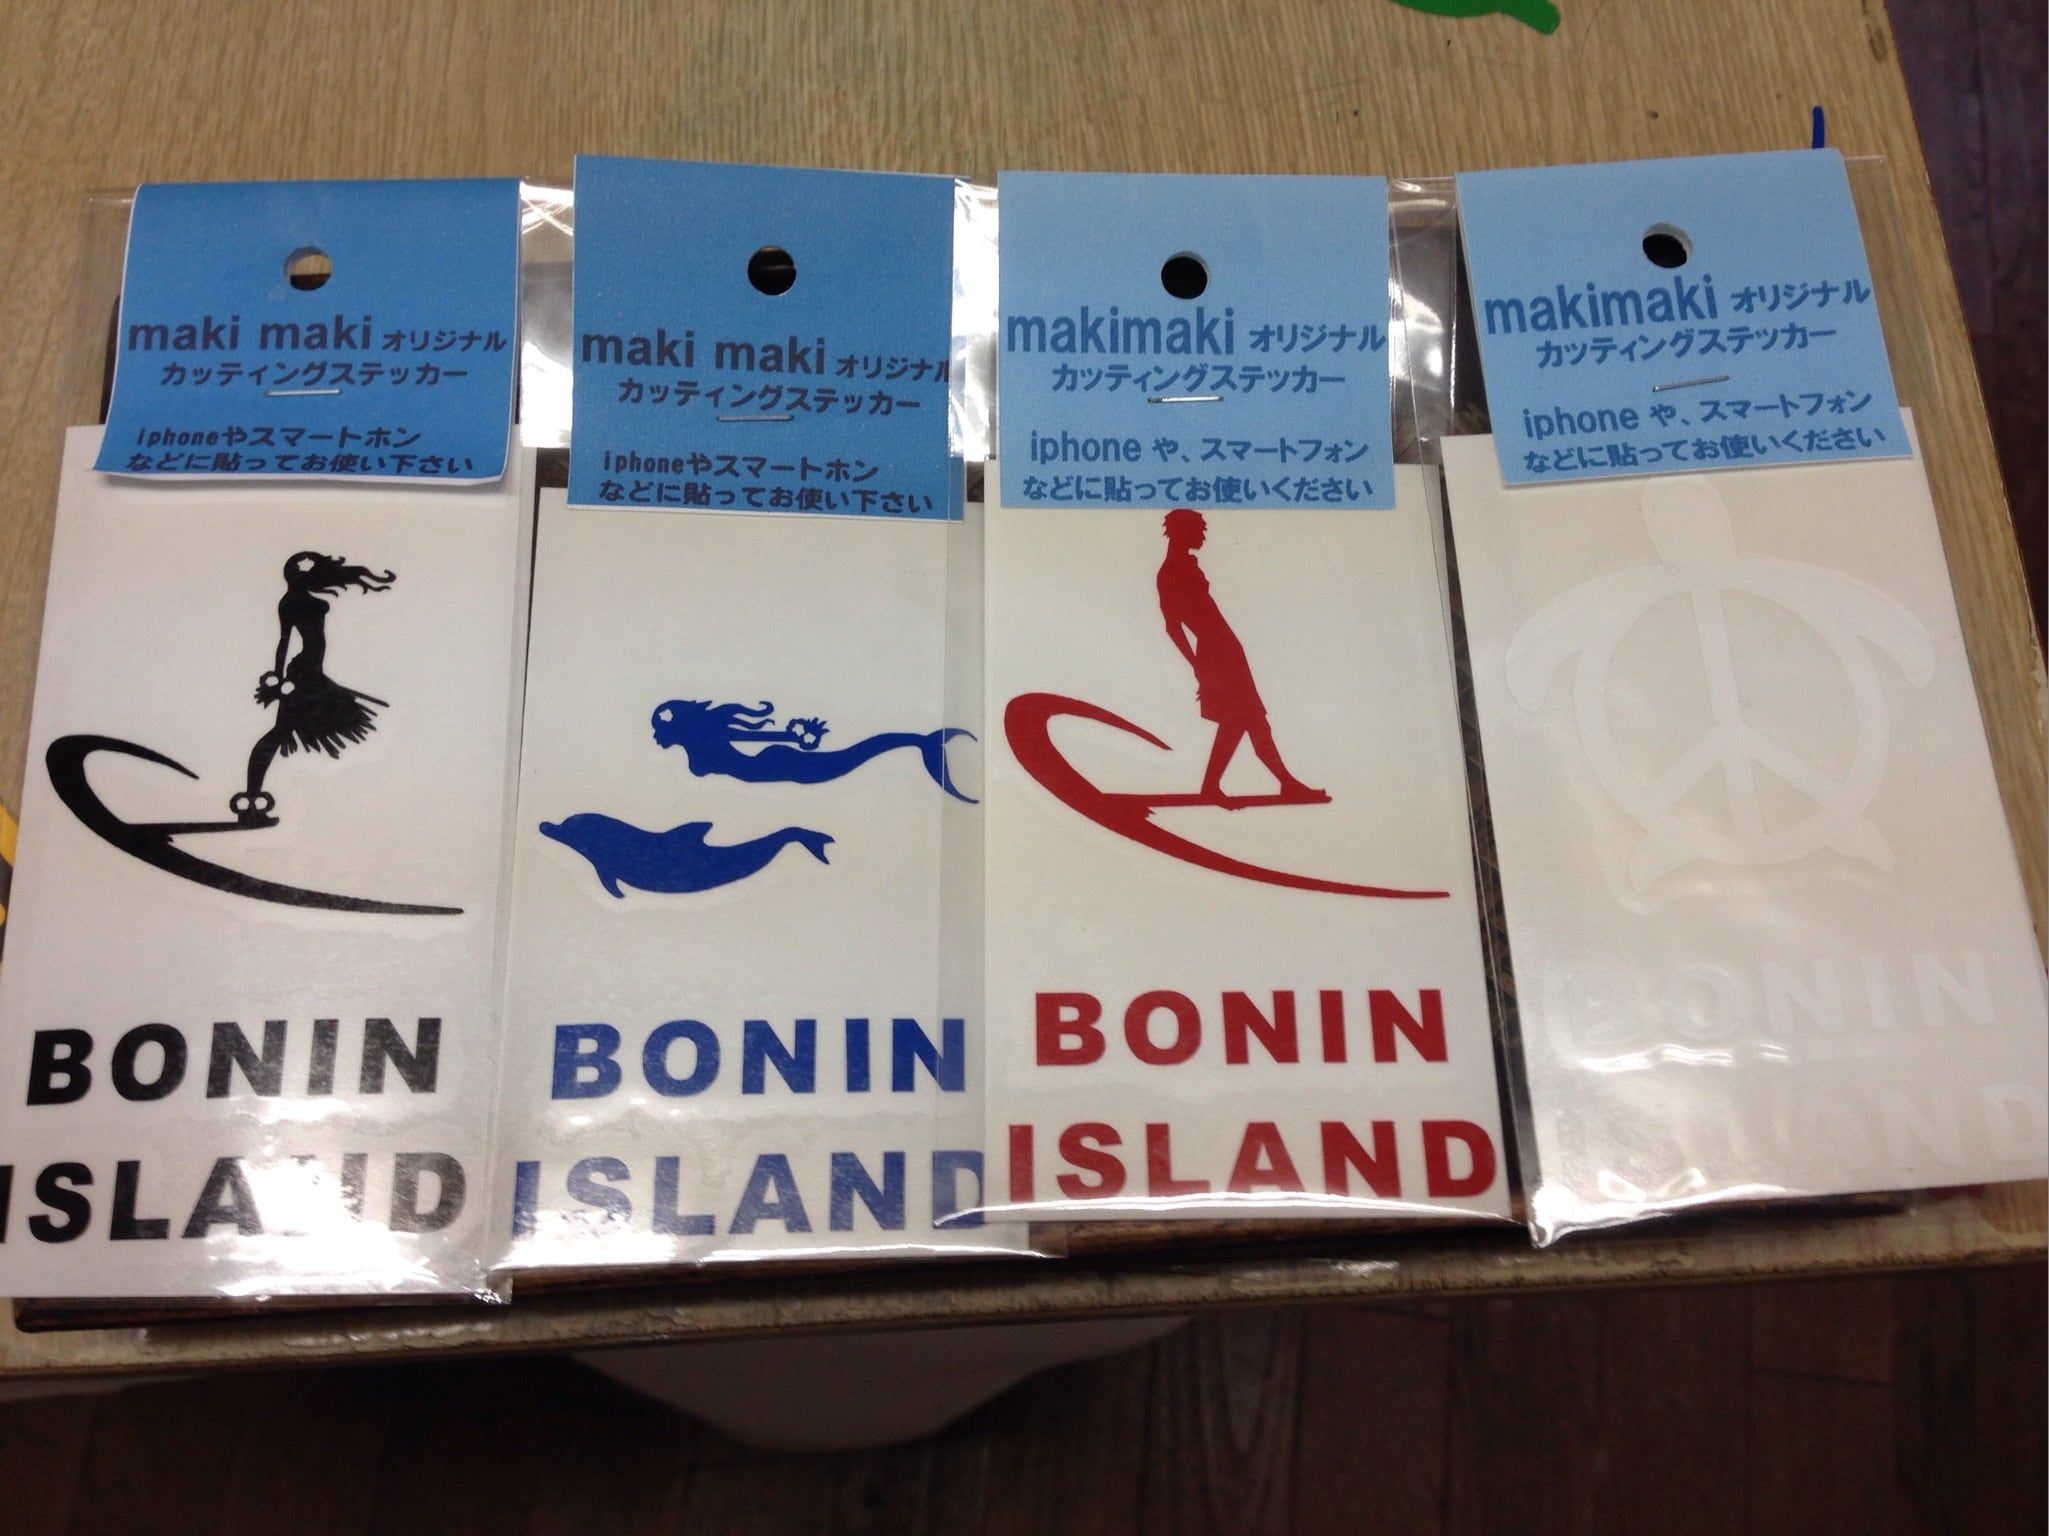 maki maki オリジナル
カッティングステッカー
iphoneやスマートホン
などに貼ってお使い下さい
BONIN
ISLAND
maki maki オリジナル
カッティングステッカー
iphoneやスマートホン
などに貼ってお使い下さい
BONIN
ISLAND
makimaki オリジナル
カッティングステッカー
iphone や、スマートフォン
などに貼ってお使いください
BONIN
ISLAND
makimaki オリジナル
カッティングステッカー
iphone や、スマートフォン
などに貼ってお使いください
BONIN
ISLAND